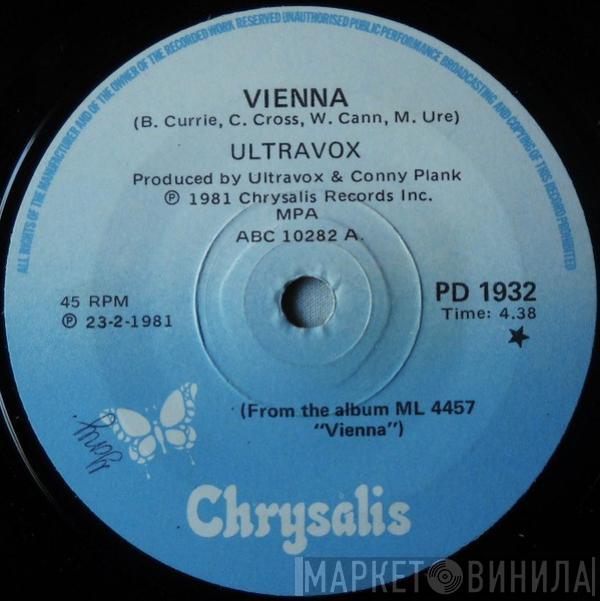 ALL RIGHTS OF THE MANUFACTURER AND OF THE OWNER OF THE RECORDED WORK RESERVED UNAUTHORISED PUBLIC PERFORMANCE BROADCASTING AND COPYING OF THIS RECORD PROHIBITED
VIENNA
(B. Currie, C. Cross, W. Cann, M. Ure)
ULTRAVOX
Produced by Ultravox & Conny Plank
℗ 1981 Chrysalis Records Inc.
MPA
ABC 10282 A.
45 RPM
℗ 23-2-1981
PD 1932
Time: 4.38
(From the album ML 4457
"Vienna")
Chrysalis
МАРКЕТ ВИНИЛА